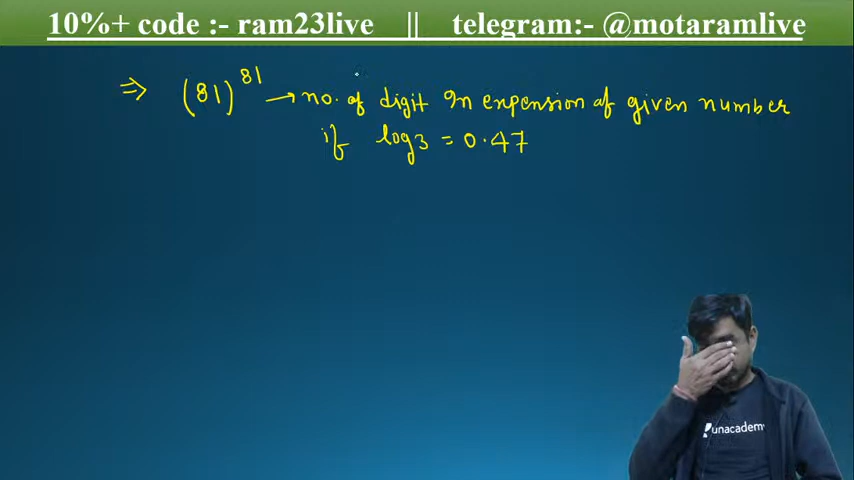 10%+ code :- ram23live || telegram:- @motaramlive
⇒ (81)^81 → no. of digit In expension of given number
if log3 = 0.47
unacademy